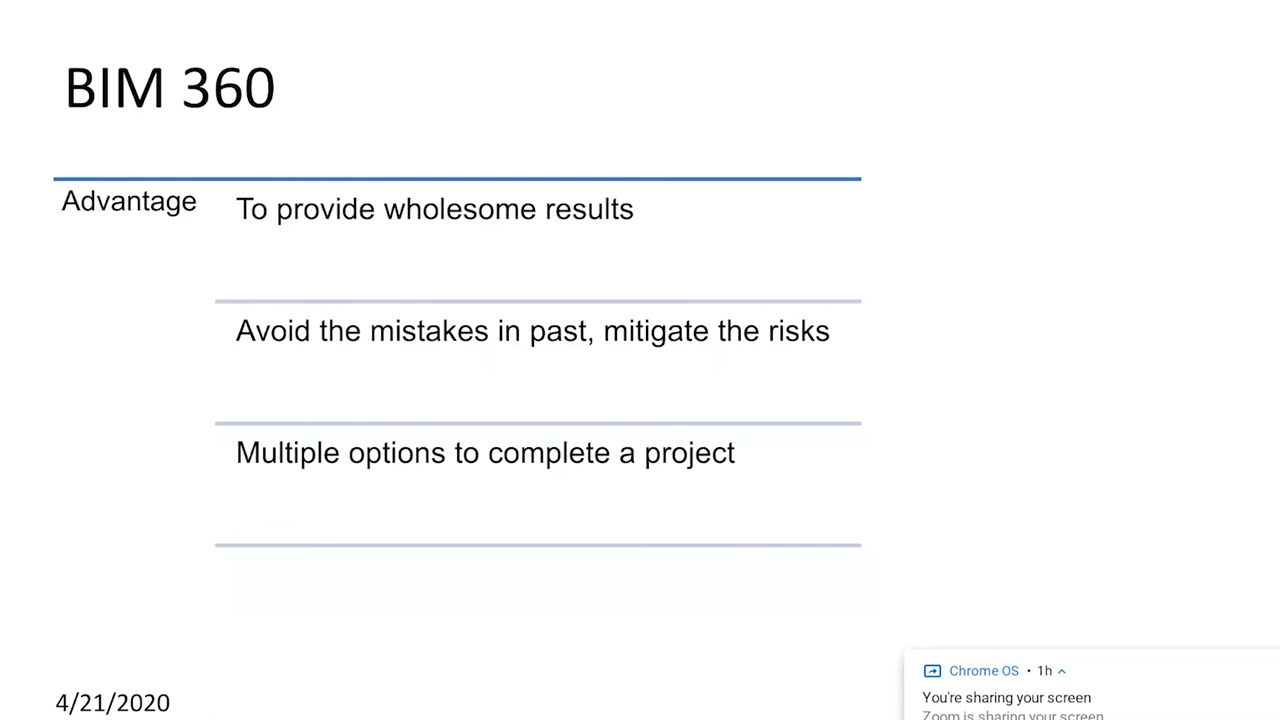 BIM 360
Advantage
To provide wholesome results
Avoid the mistakes in past, mitigate the risks
Multiple options to complete a project
4/21/2020
Chrome OS • 1h
You're sharing your screen
Zoom is sharing your screen